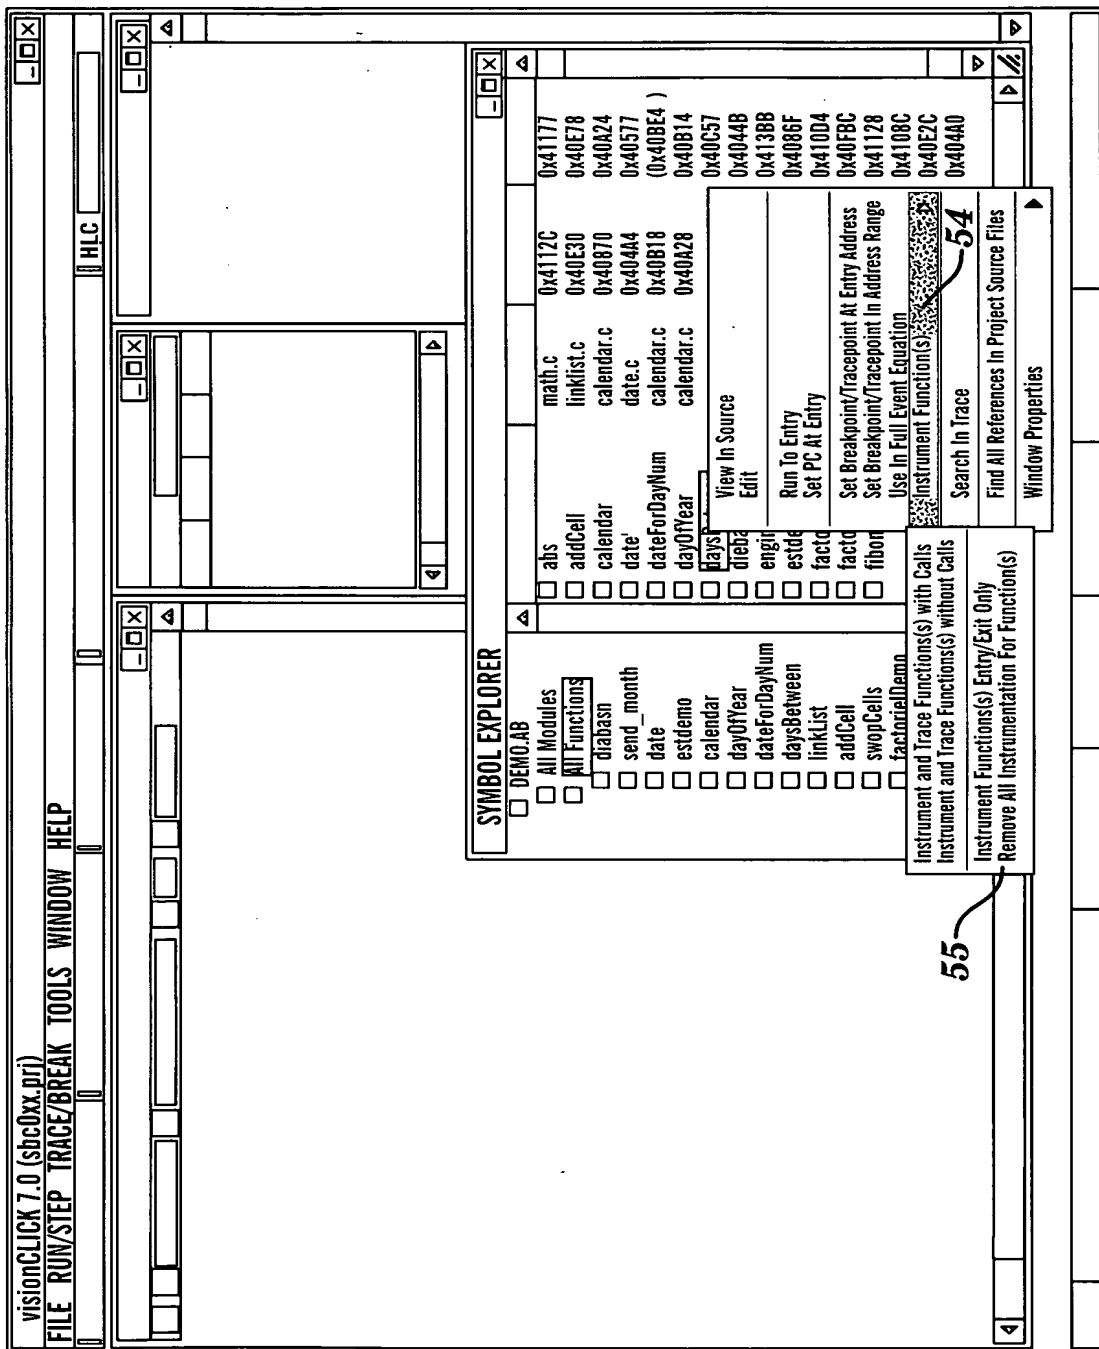 visionCLICK 7.0 (sbc0xx.prj)
FILE RUN/STEP TRACE/BREAK TOOLS WINDOW HELP
HLC
SYMBOL EXPLORER
DEMO.AB
All Modules
All Functions
diabasn
send_month
date
estdemo
calendar
dayOfYear
dateForDayNum
daysBetween
linkList
addCell
swopCells
factorielDemo
abs math.c 0x4112C 0x41177
addCell linklist.c 0x40E30 0x40E78
calendar calendar.c 0x40870 0x40A24
date' date.c 0x404A4 0x40577
dateForDayNum calendar.c 0x40B18 (0x40BE4 )
dayOfYear calendar.c 0x40A28 0x40B14
0x40C57
dieba 0x4044B
engin 0x413BB
estde 0x4086F
facto 0x410D4
facto 0x40FBC
fibon 0x41128
0x4108C
0x40E2C
0x404A0
View In Source
Edit
Run To Entry
Set PC At Entry
Set Breakpoint/Tracepoint At Entry Address
Set Breakpoint/Tracepoint In Address Range
Use In Full Event Equation
Instrument Function(s)
54
Search In Trace
Find All References In Project Source Files
Window Properties
Instrument and Trace Functions(s) with Calls
Instrument and Trace Functions(s) without Calls
Instrument Functions(s) Entry/Exit Only
Remove All Instrumentation For Function(s)
55